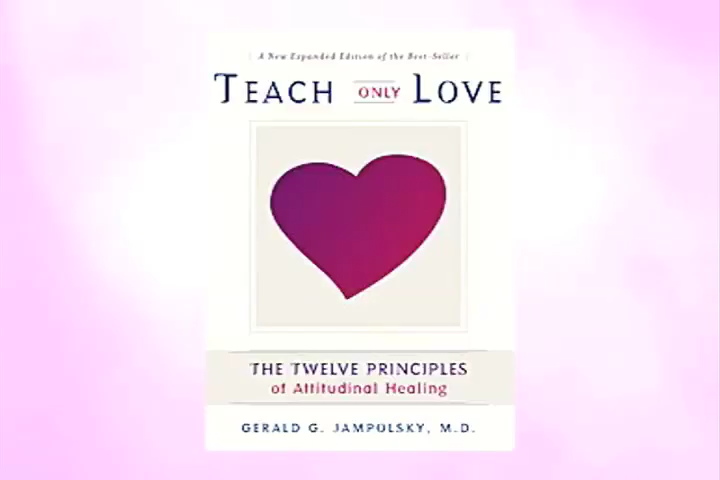 A New Expanded Edition of the Best-Seller
TEACH ONLY LOVE
THE TWELVE PRINCIPLES
of Attitudinal Healing
GERALD G. JAMPOLSKY, M.D.